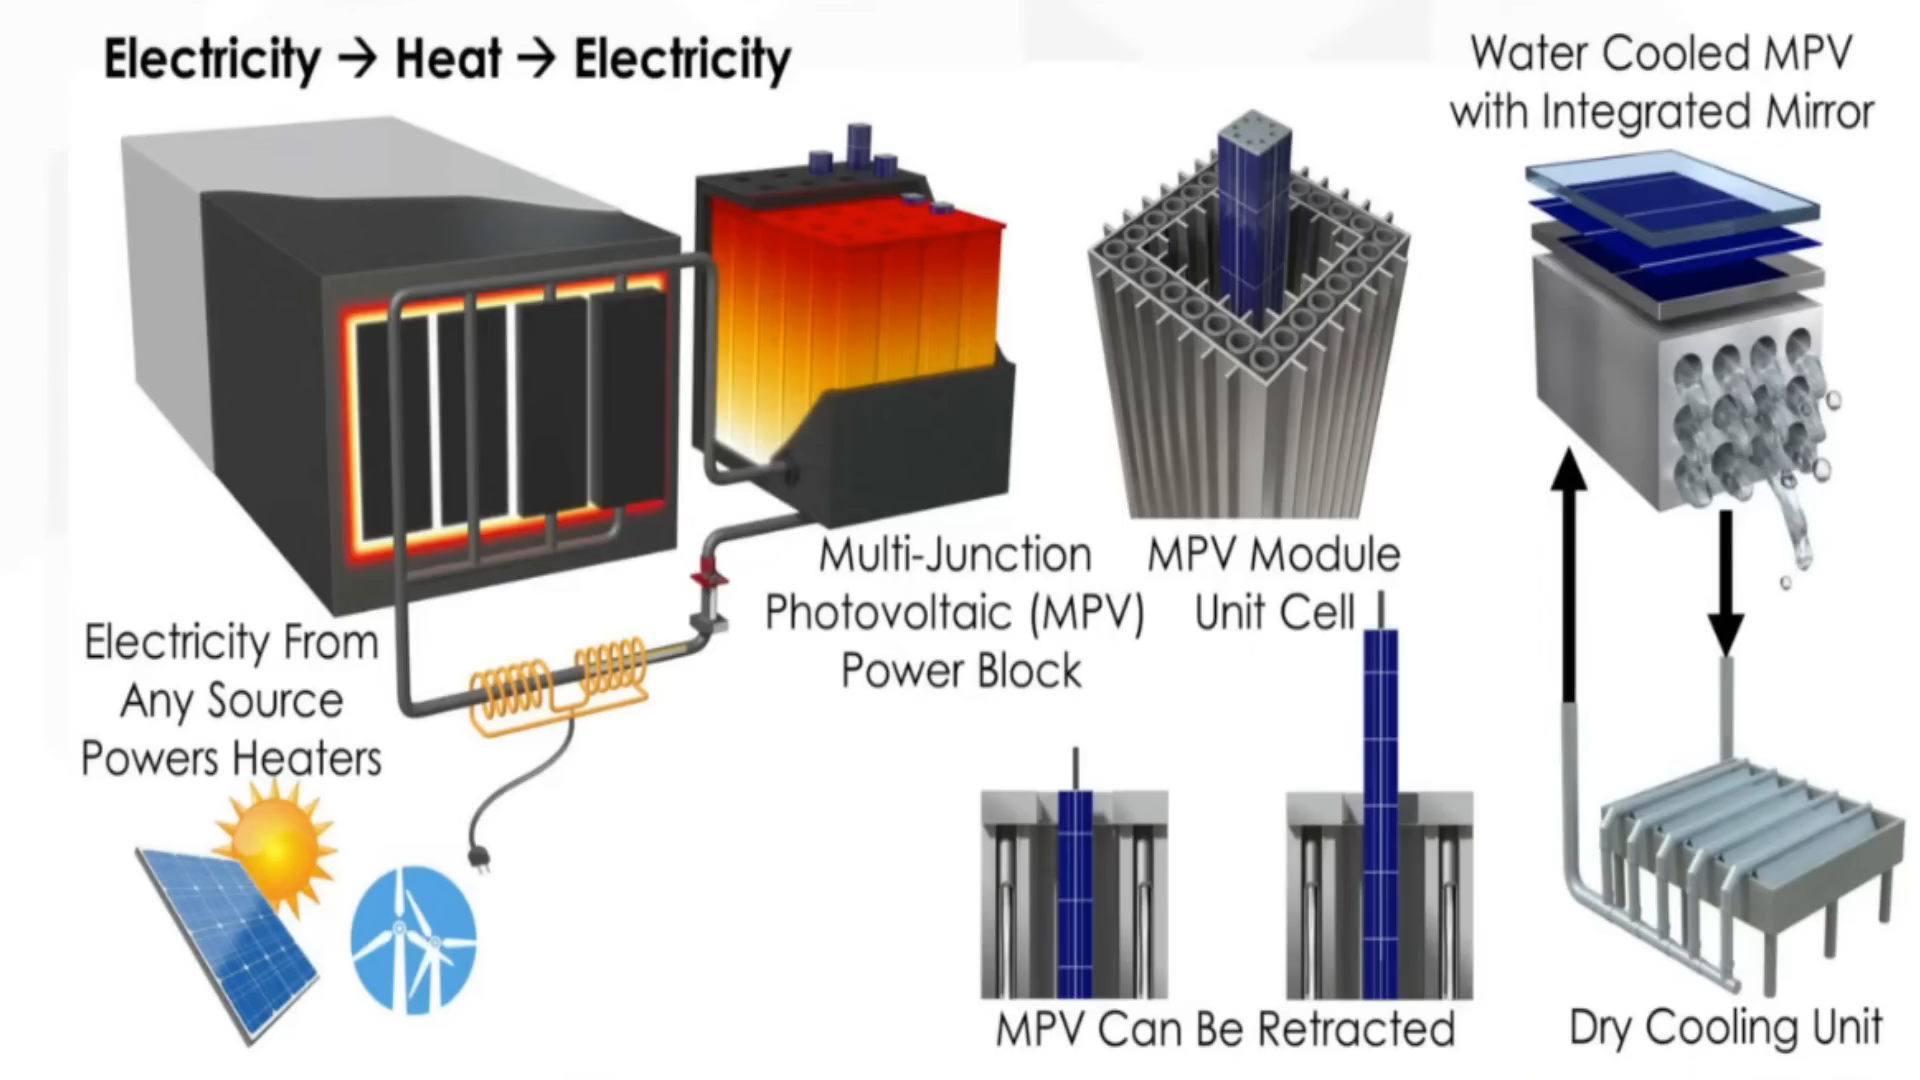 Electricity → Heat → Electricity
Water Cooled MPV
with Integrated Mirror
Multi-Junction
Photovoltaic (MPV)
Power Block
MPV Module
Unit Cell
Electricity From
Any Source
Powers Heaters
MPV Can Be Retracted
Dry Cooling Unit